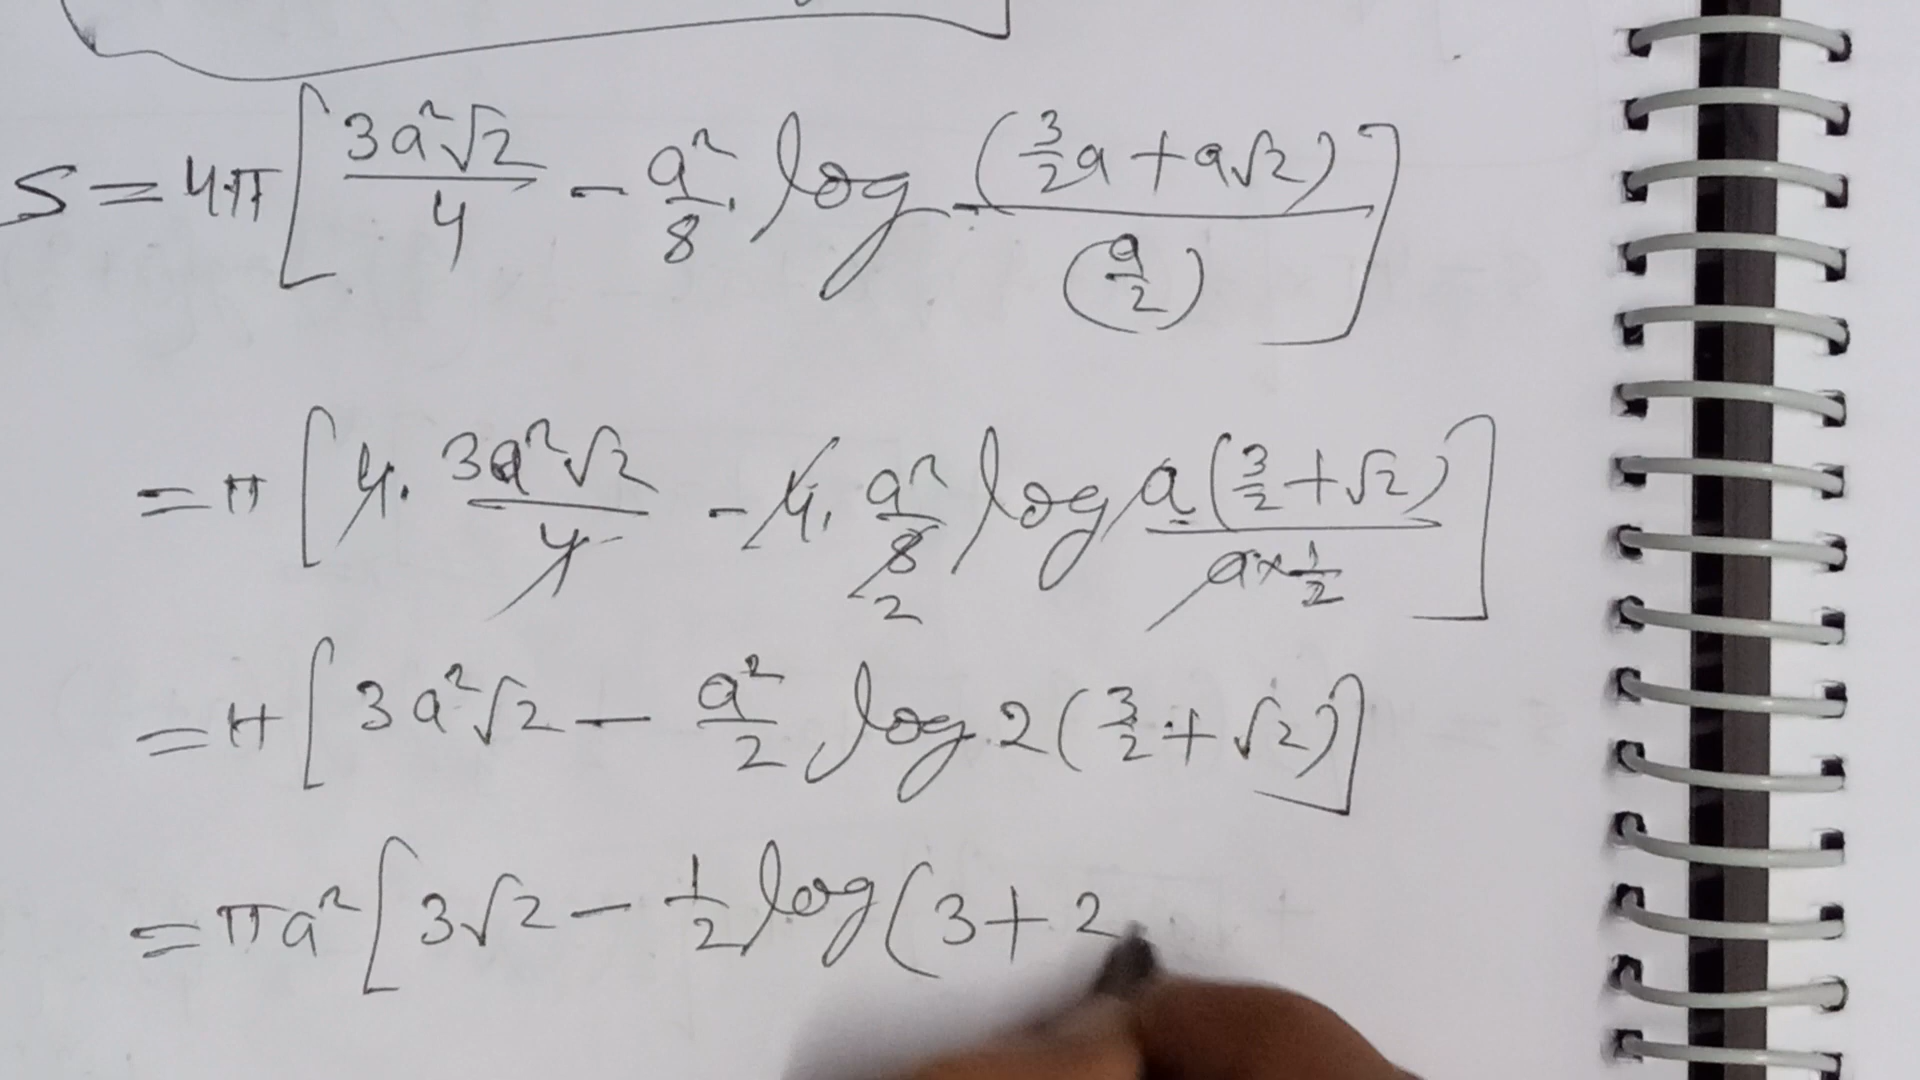 S = 4π[3a²√2/4 - a²/8 . log (3/2 a + a√2)/(a/2)]
= π[4. 3a²√2/4 - 4. a²/8 2 log a(3/2 + √2)/(a × 1/2)]
= π[3a²√2 - a²/2 log 2(3/2 + √2)]
= πa²[3√2 - 1/2 log(3 + 2